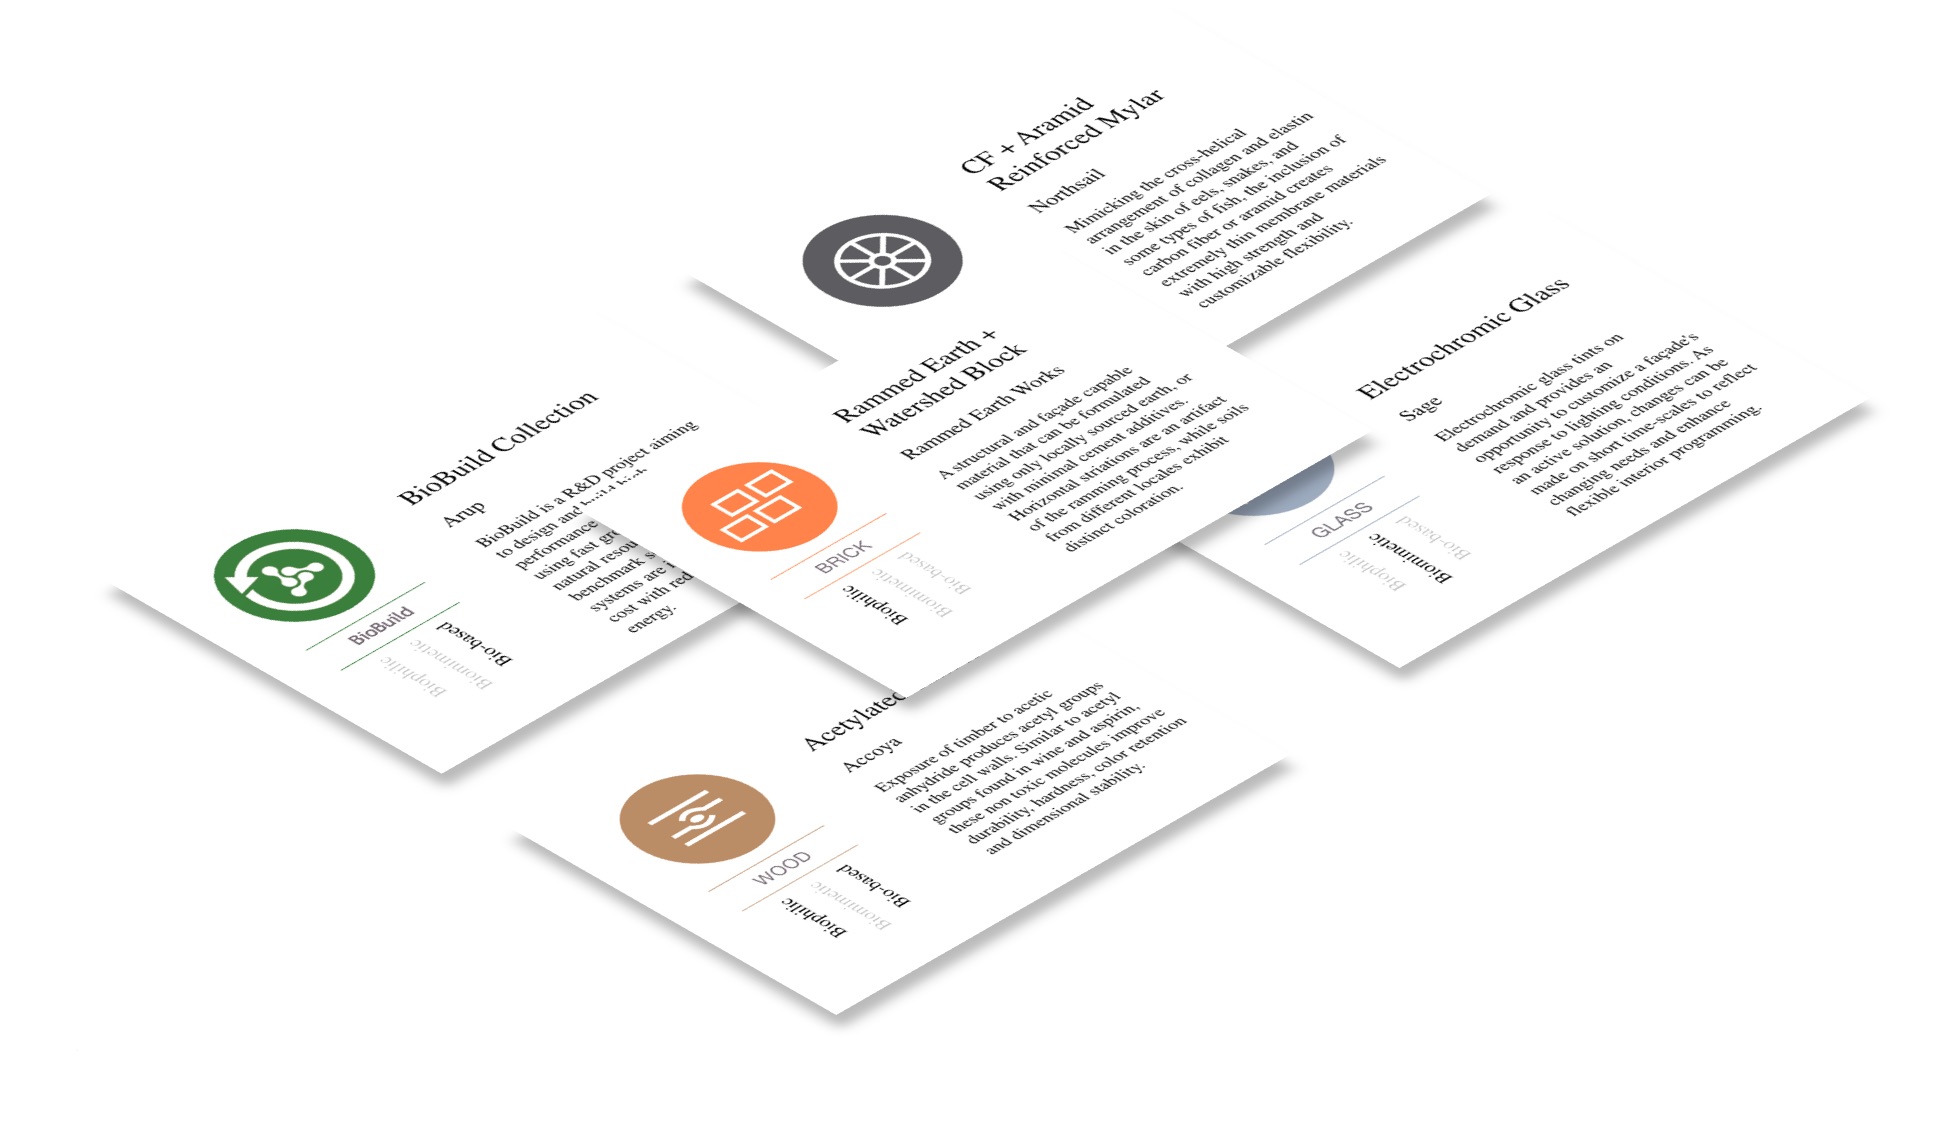 CF + Aramid
Reinforced Mylar
Northsail
Mimicking the cross-helical
arrangement of collagen and elastin
in the skin of eels, snakes, and
some types of fish, the inclusion of
carbon fiber or aramid creates
extremely thin membrane materials
with high strength and
customizable flexibility.
Electrochromic Glass
Sage
Electrochromic glass tints on
demand and provides an
opportunity to customize a façade's
response to lighting conditions. As
an active solution, changes can be
made on short time-scales to reflect
changing needs and enhance
flexible interior programming.
GLASS
Bio-based
Biomimetic
Biophilic
Rammed Earth +
Watershed Block
Rammed Earth Works
A structural and façade capable
material that can be formulated
using only locally sourced earth, or
with minimal cement additives.
Horizontal striations are an artifact
of the ramming process, while soils
from different locales exhibit
distinct coloration.
BRICK
Bio-based
Biomimetic
Biophilic
BioBuild Collection
Arup
BioBuild is a R&D project aiming
to design and build
performance
using fast
natural
benchmark
systems are
cost with
energy.
BioBuild
Bio-based
Biomimetic
Biophilic
Acetylated
Accoya
Exposure of timber to acetic
anhydride produces acetyl groups
in the cell walls. Similar to acetyl
groups found in wine and aspirin,
these non toxic molecules improve
durability, hardness, color retention
and dimensional stability.
WOOD
Bio-based
Biomimetic
Biophilic